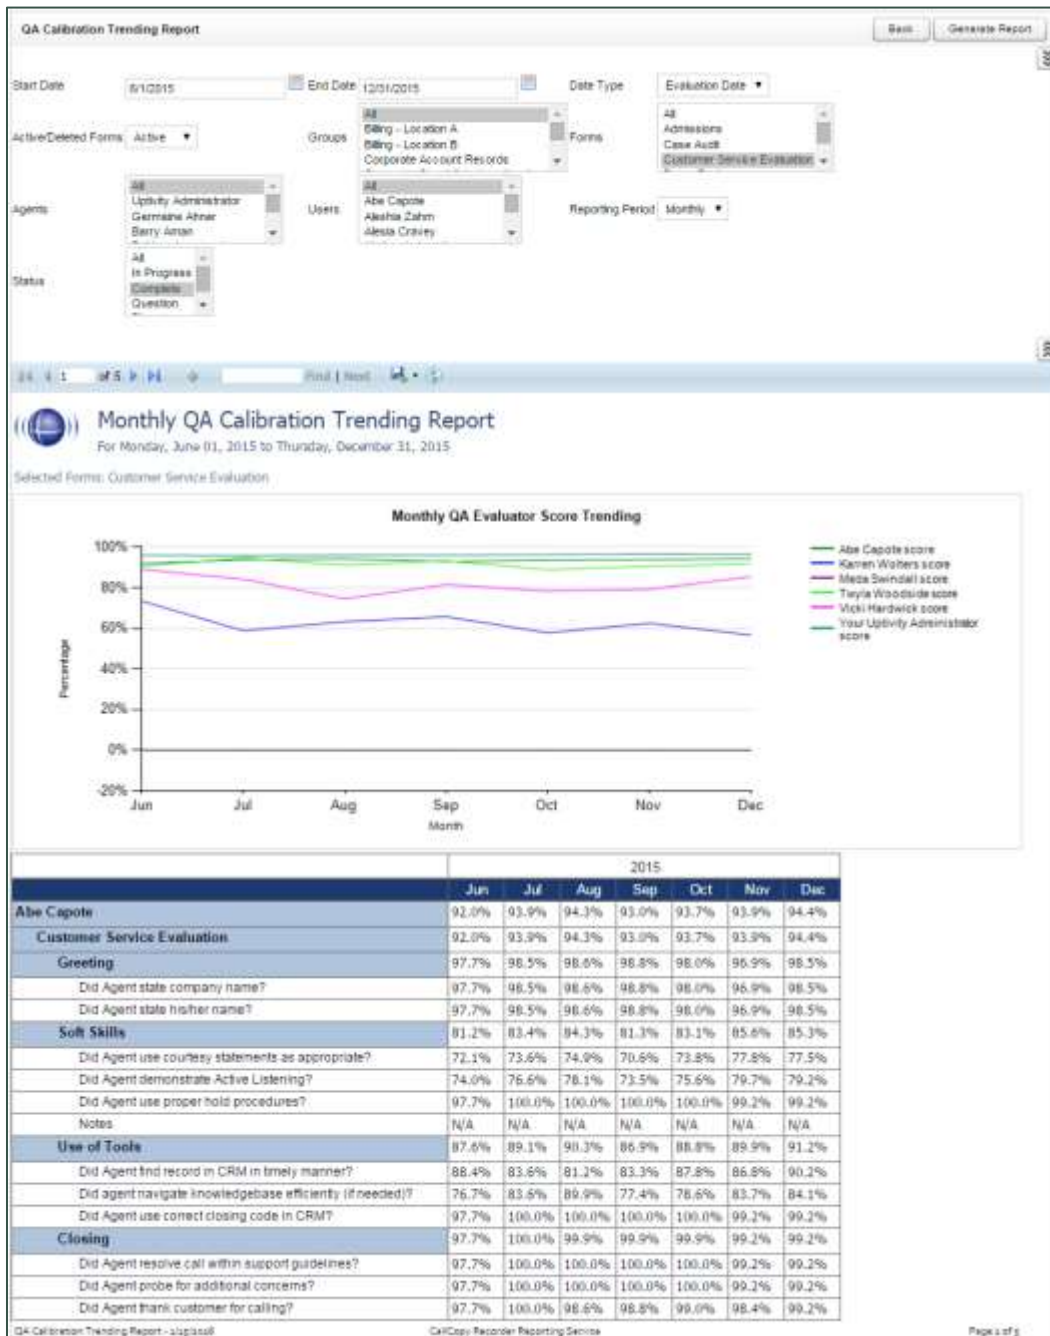 QA Calibration Trending Report
Back
Generate Report
Start Date 6/1/2015 End Date 12/31/2015 Date Type Evaluation Date
Active/Deleted Forms Active
Groups
All
Billing - Location A
Billing - Location B
Corporate Account Records
Forms
All
Admissions
Case Audit
Customer Service Evaluation
Agents
All
Uptivity Administrator
Germaine Ahner
Barry Aman
Users
All
Abe Capote
Aleshia Zahm
Alesia Cravey
Reporting Period Monthly
Status
All
In Progress
Complete
Question
1 of 5 Find | Next
Monthly QA Calibration Trending Report
For Monday, June 01, 2015 to Thursday, December 31, 2015
Selected Forms: Customer Service Evaluation
Monthly QA Evaluator Score Trending
100%
80%
60%
40%
20%
0%
-20%
Percentage
Jun Jul Aug Sep Oct Nov Dec
Month
Abe Capote score
Karren Wolters score
Meda Swindall score
Twyla Woodside score
Vicki Hardwick score
Your Uptivity Administrator
score
2015
Jun Jul Aug Sep Oct Nov Dec
Abe Capote 92.0% 93.9% 94.3% 93.0% 93.7% 93.9% 94.4%
Customer Service Evaluation 92.0% 93.9% 94.3% 93.0% 93.7% 93.9% 94.4%
Greeting 97.7% 98.5% 98.6% 98.8% 98.0% 96.9% 98.5%
Did Agent state company name? 97.7% 98.5% 98.6% 98.8% 98.0% 96.9% 98.5%
Did Agent state his/her name? 97.7% 98.5% 98.6% 98.8% 98.0% 96.9% 98.5%
Soft Skills 81.2% 83.4% 84.3% 81.3% 83.1% 85.6% 85.3%
Did Agent use courtesy statements as appropriate? 72.1% 73.6% 74.9% 70.6% 73.8% 77.8% 77.5%
Did Agent demonstrate Active Listening? 74.0% 76.6% 78.1% 73.5% 75.6% 79.7% 79.2%
Did Agent use proper hold procedures? 97.7% 100.0% 100.0% 100.0% 100.0% 99.2% 99.2%
Notes N/A N/A N/A N/A N/A N/A N/A
Use of Tools 87.6% 89.1% 90.3% 86.9% 88.8% 89.9% 91.2%
Did Agent find record in CRM in timely manner? 88.4% 83.6% 81.2% 83.3% 87.8% 86.8% 90.2%
Did agent navigate knowledgebase efficiently (if needed)? 76.7% 83.6% 89.9% 77.4% 78.6% 83.7% 84.1%
Did Agent use correct closing code in CRM? 97.7% 100.0% 100.0% 100.0% 100.0% 99.2% 99.2%
Closing 97.7% 100.0% 99.9% 99.9% 99.9% 99.2% 99.2%
Did Agent resolve call within support guidelines? 97.7% 100.0% 100.0% 100.0% 100.0% 99.2% 99.2%
Did Agent probe for additional concerns? 97.7% 100.0% 100.0% 100.0% 100.0% 99.2% 99.2%
Did Agent thank customer for calling? 97.7% 100.0% 98.6% 98.8% 99.0% 98.4% 99.2%
QA Calibration Trending Report - CallCopy Recorder Reporting Service Page 1 of 5